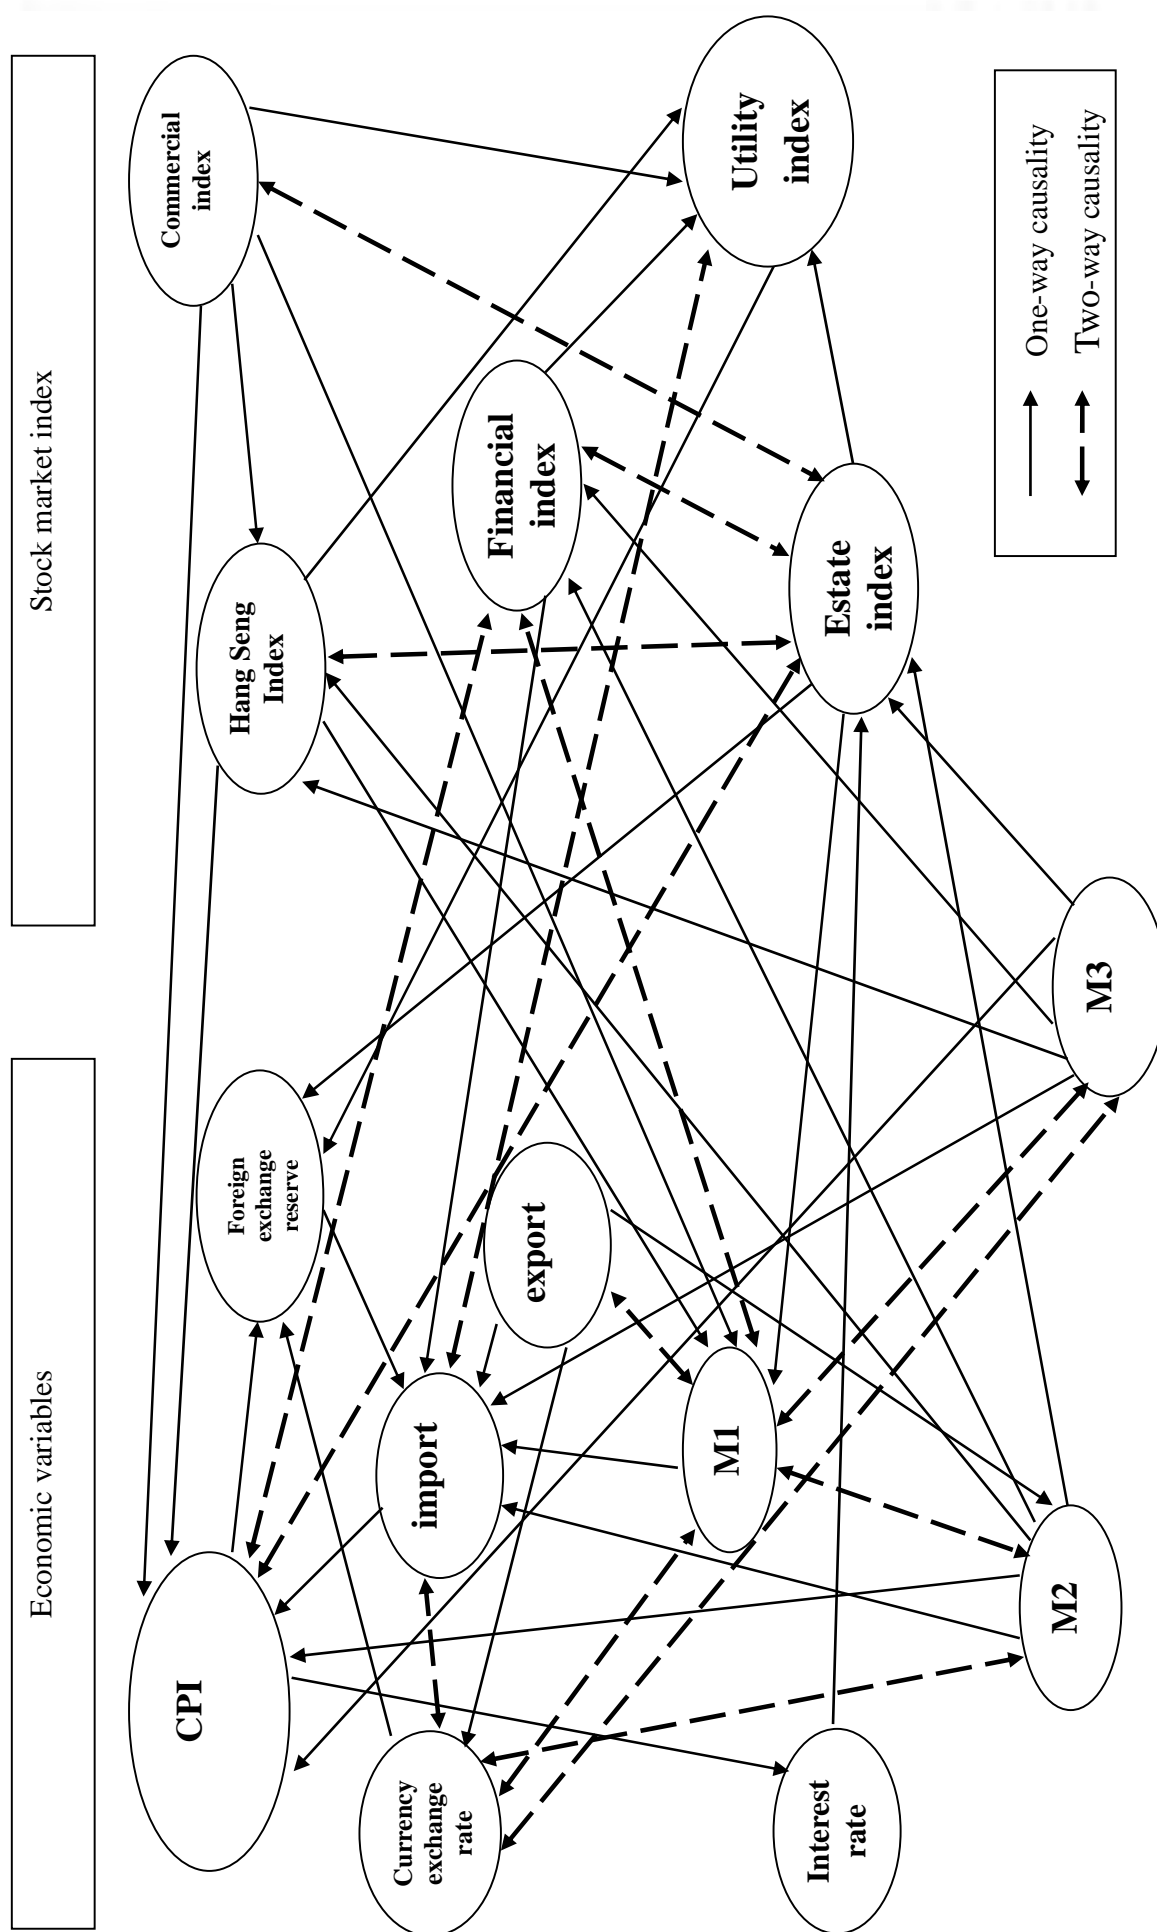 Economic variables
Stock market index
CPI
Foreign
exchange
reserve
Hang Seng
Index
Commercial
index
Currency
exchange
rate
import
export
Financial
index
Interest
rate
M1
Estate
index
Utility
index
M2
M3
One-way causality
Two-way causality